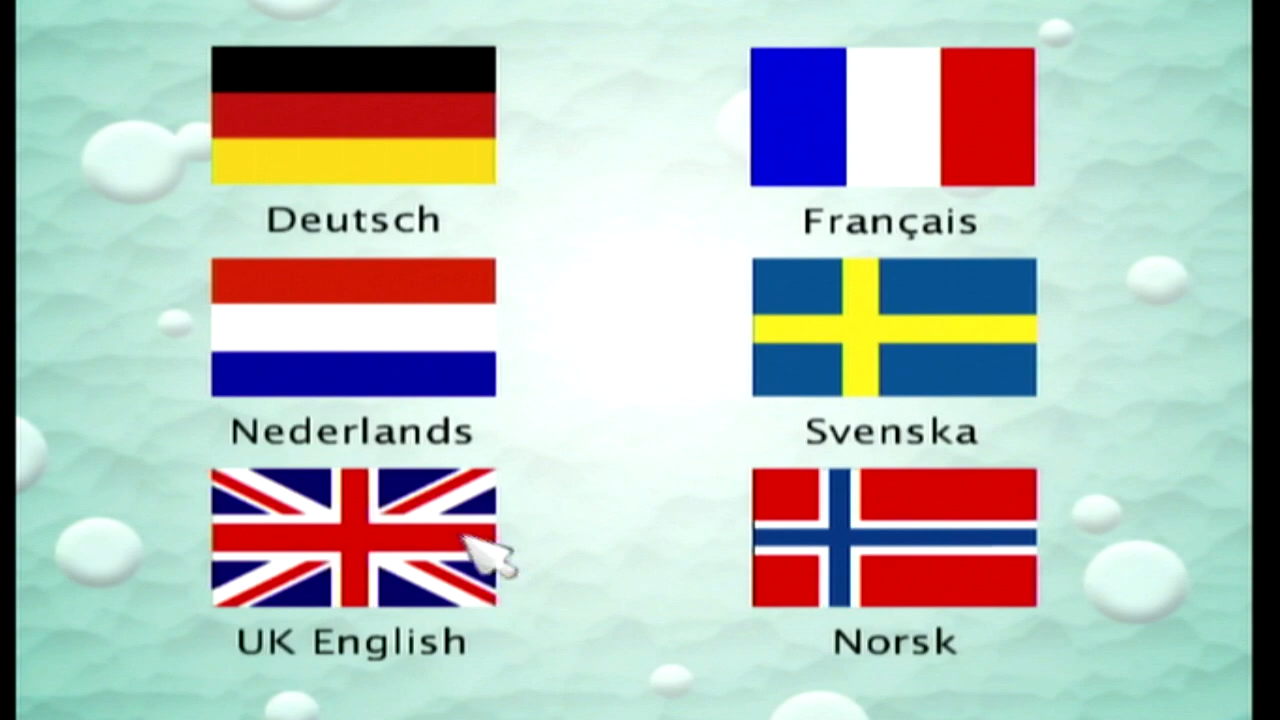 Deutsch
Français
Nederlands
Svenska
UK English
Norsk